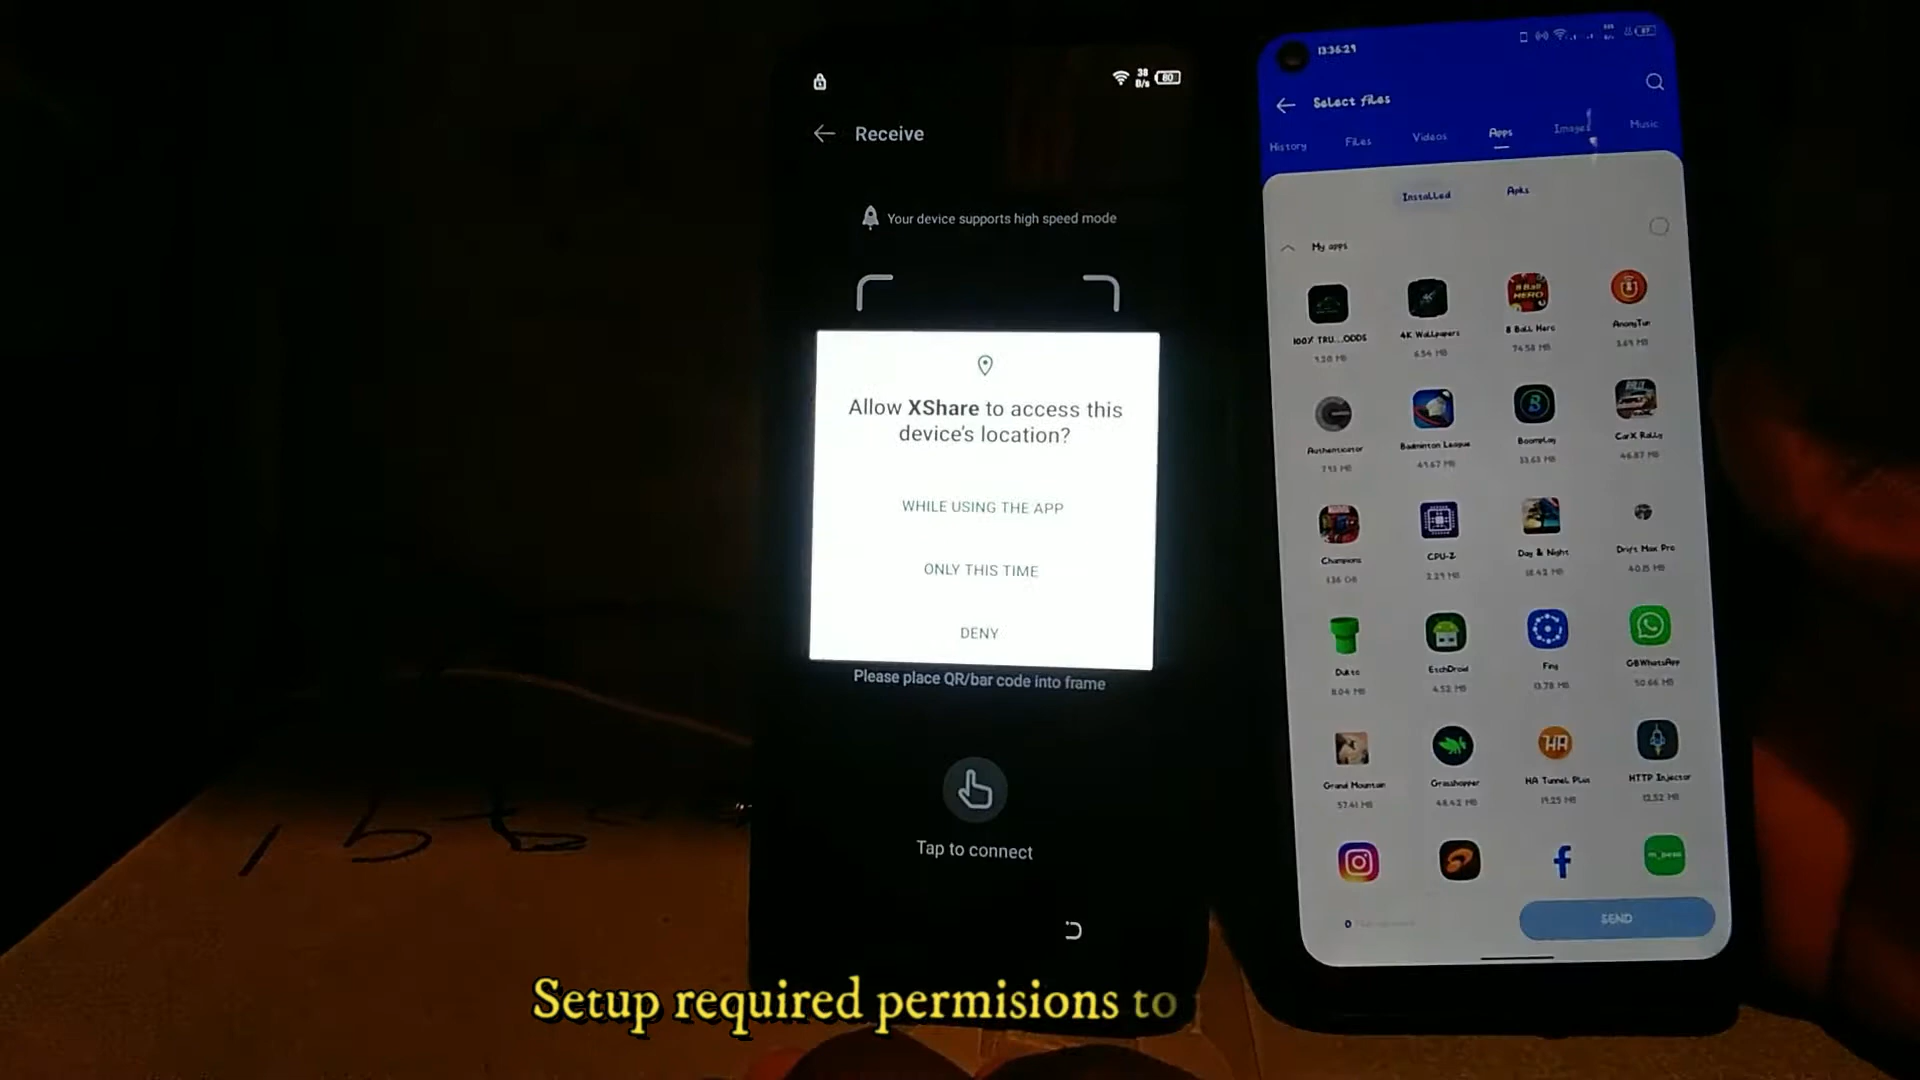 38
B/s
80
Receive
Your device supports high speed mode
Allow XShare to access this
device's location?
WHILE USING THE APP
ONLY THIS TIME
DENY
Please place QR/bar code into frame
Tap to connect
13:36:29
87
Select files
History Files Videos Apps Images Music
Installed Apks
My apps
100% TRU...ODDS 4K Wallpapers 8 Ball Hero AnonyTun
9.20 MB 6.54 MB 74.58 MB 3.69 MB
Authenticator Badminton League Boomplay CarX Rally
7.93 MB 49.67 MB 33.63 MB 46.87 MB
Champions CPU-Z Day & Night Drift Max Pro
1.36 GB 2.29 MB 18.42 MB 40.15 MB
Dukto EtchDroid Fing GBWhatsApp
8.04 MB 4.52 MB 13.78 MB 50.66 MB
Grand Mountain Grasshopper HA Tunnel Plus HTTP Injector
57.41 MB 48.42 MB 19.25 MB 12.52 MB
0
SEND
Setup required permisions to